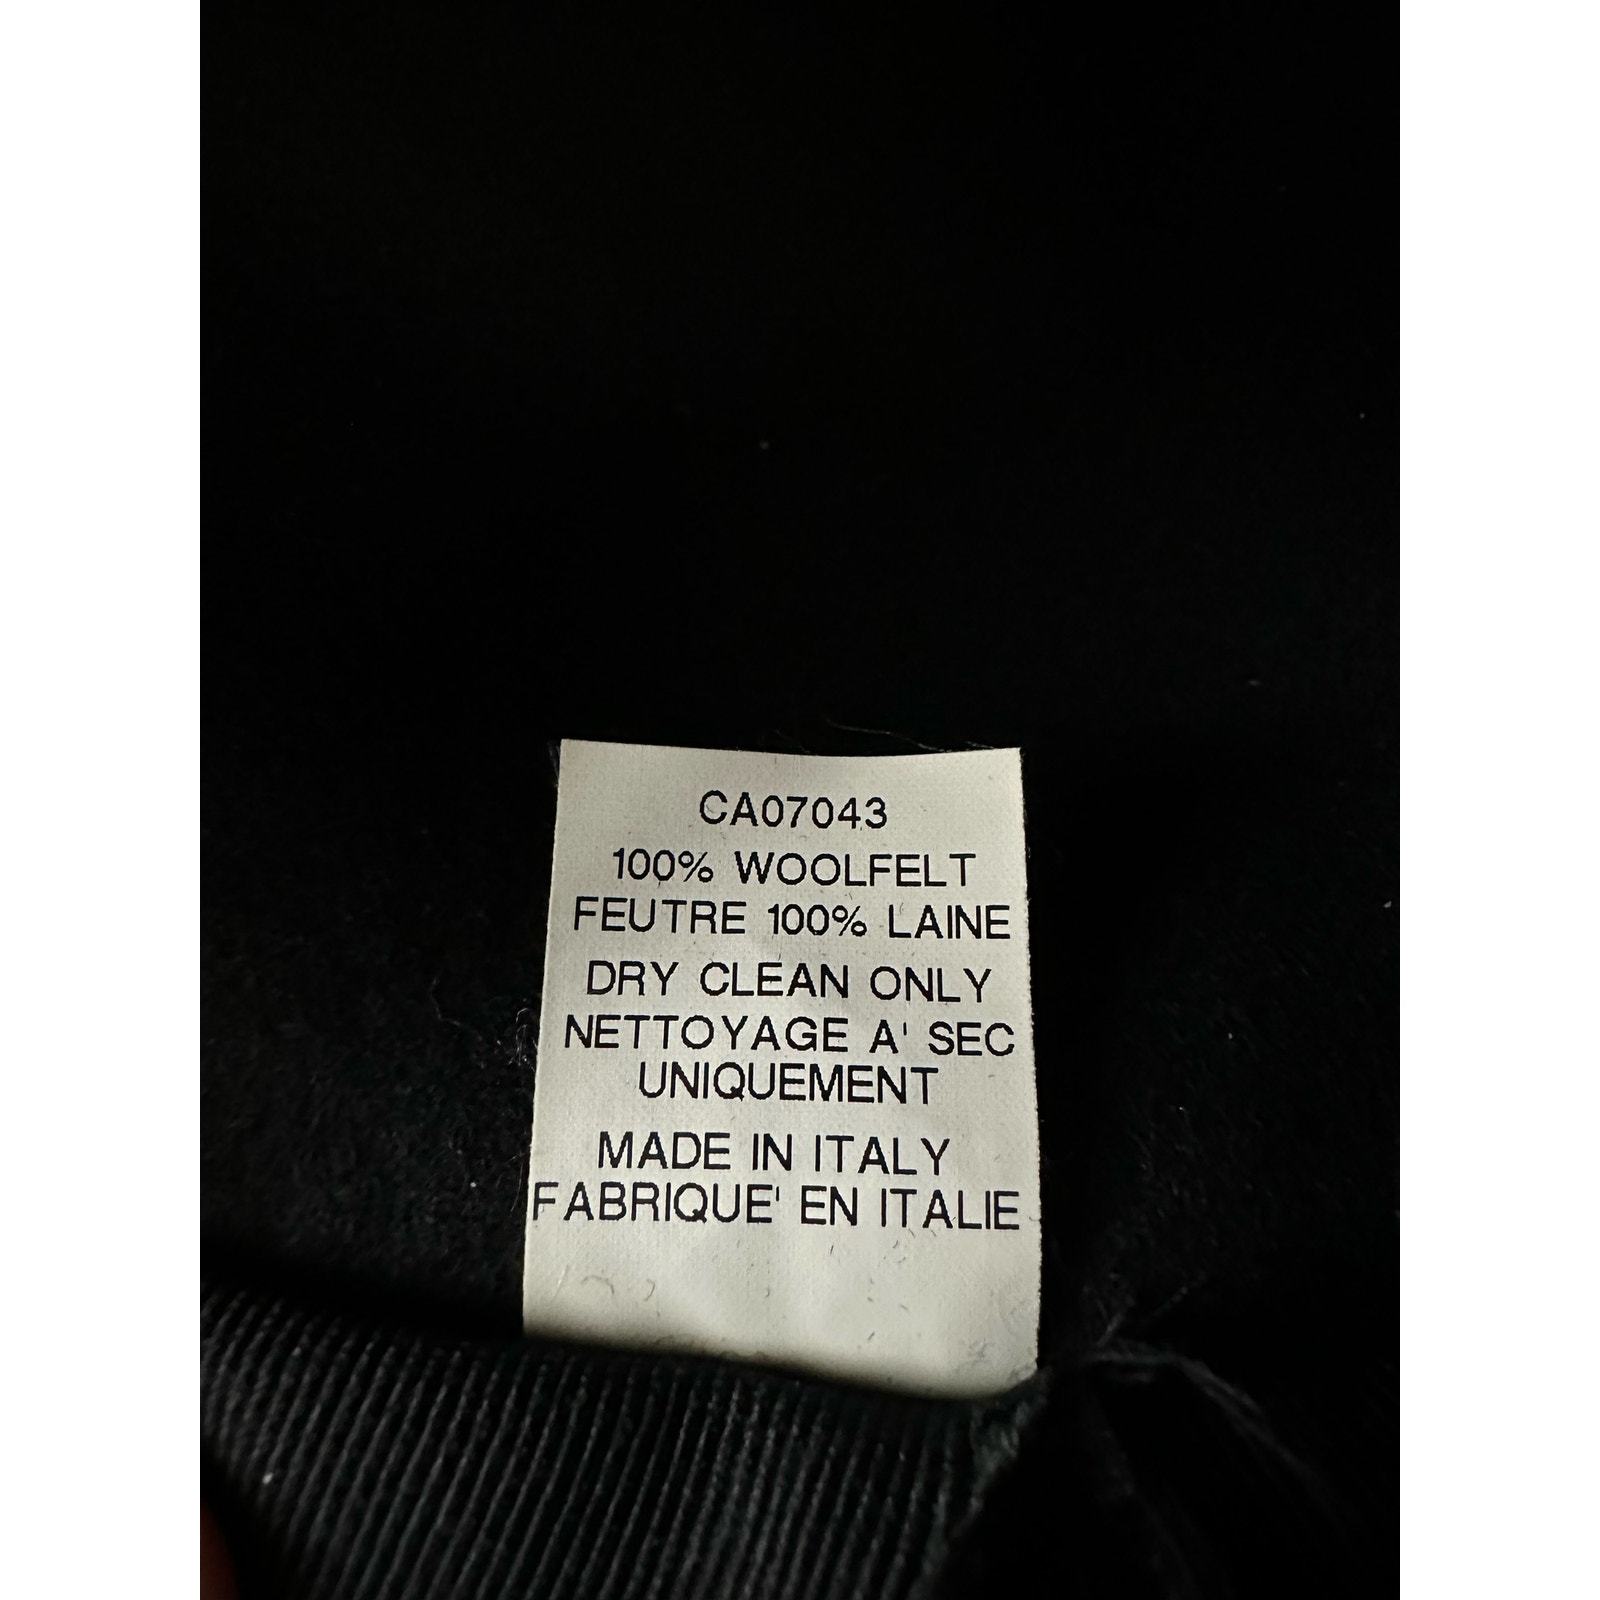 CA07043
100% WOOLFELT
FEUTRE 100% LAINE
DRY CLEAN ONLY
NETTOYAGE A' SEC
UNIQUEMENT
MADE IN ITALY
FABRIQUE' EN ITALIE